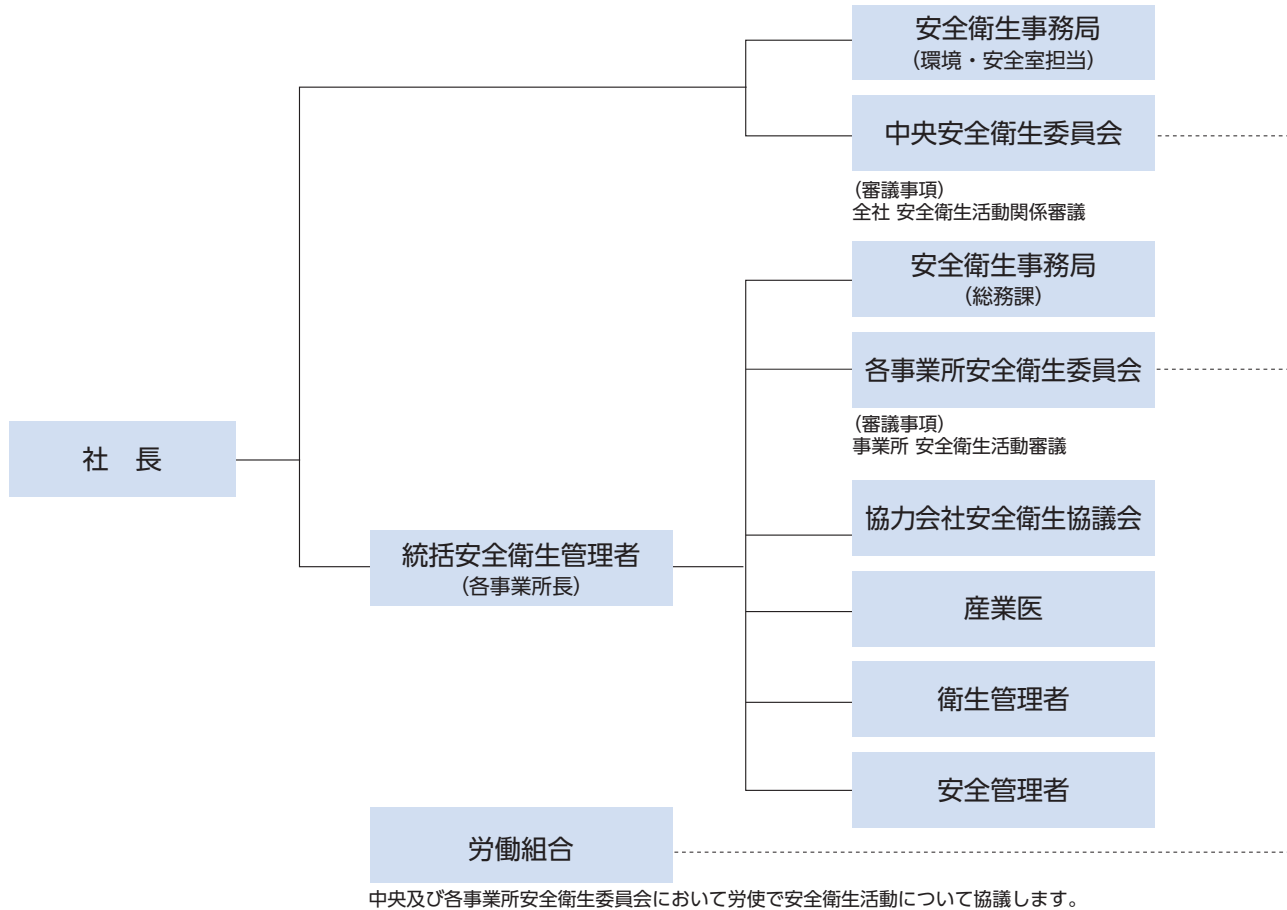 安全衛生事務局
(環境・安全室担当)
中央安全衛生委員会
(審議事項)
全社 安全衛生活動関係審議
安全衛生事務局
(総務課)
各事業所安全衛生委員会
(審議事項)
事業所 安全衛生活動審議
社　長
協力会社安全衛生協議会
統括安全衛生管理者
(各事業所長)
産業医
衛生管理者
安全管理者
労働組合
中央及び各事業所安全衛生委員会において労使で安全衛生活動について協議します。